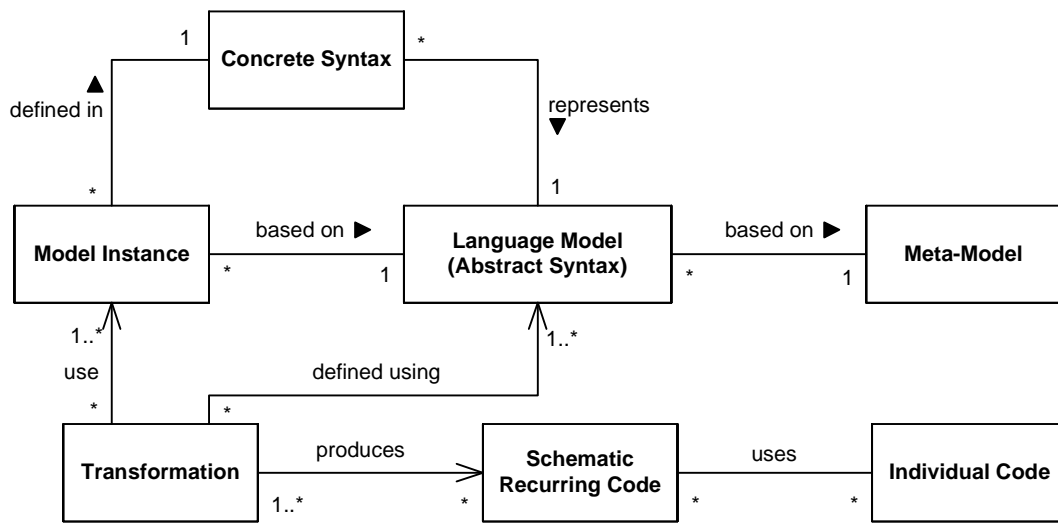 1
Concrete Syntax
*
defined in
represents
*
1
Model Instance
based on
*
1
Language Model
(Abstract Syntax)
based on
*
1
Meta-Model
1..*
use
*
1..*
defined using
*
Transformation
produces
1..*
*
Schematic
Recurring Code
uses
*
*
Individual Code